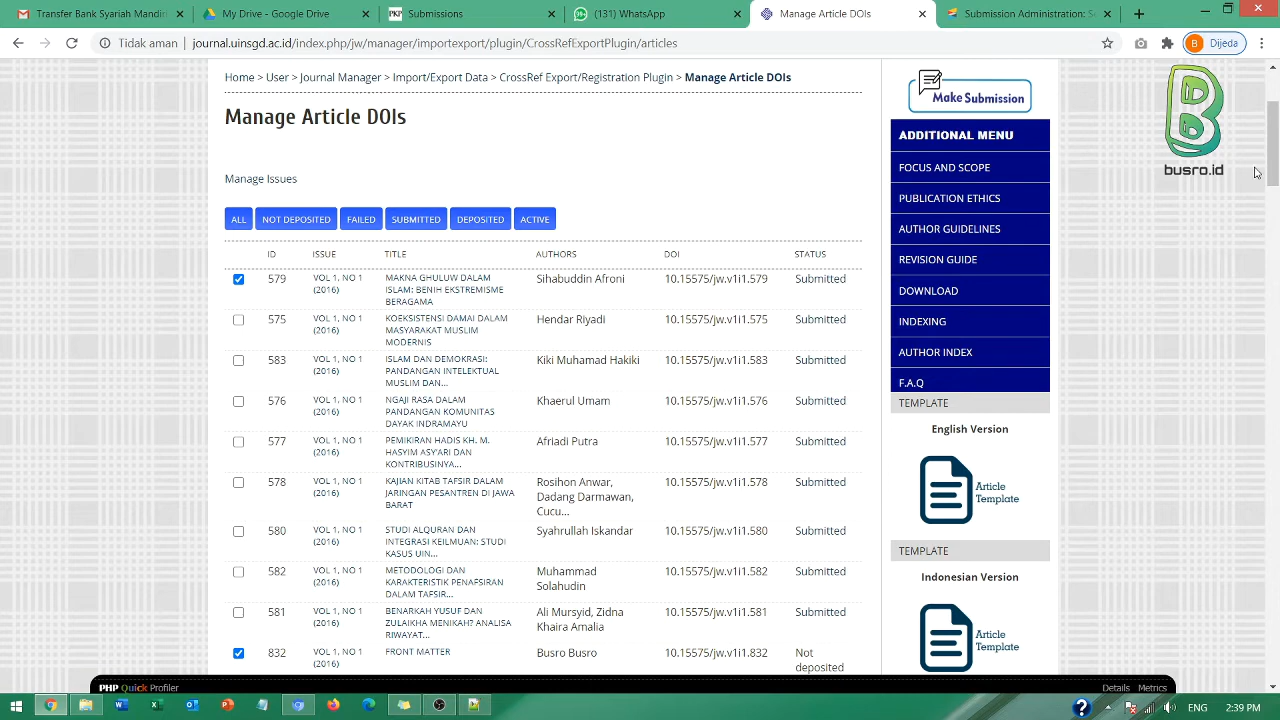 Transfer Bank Syariah Mandiri
Google Drive
PKP Submissions
(131) WhatsApp
Manage Article DOIs
Submission Administration
Tidak aman | journal.uinsgd.ac.id/index.php/jw/manager/importexport/plugin/CrossRefExportPlugin/articles
B Dijeda
Home > User > Journal Manager > Import/Export Data > CrossRef Export/Registration Plugin > Manage Article DOIs
Manage Article DOIs
Manage Issues
ALL NOT DEPOSITED FAILED SUBMITTED DEPOSITED ACTIVE
ID ISSUE TITLE AUTHORS DOI STATUS
579 VOL 1, NO 1 MAKNA GHULUW DALAM Sihabuddin Afroni 10.15575/jw.v1i1.579 Submitted
(2016) ISLAM: BENIH EKSTREMISME
BERAGAMA
575 VOL 1, NO 1 KOEKSISTENSI DAMAI DALAM Hendar Riyadi 10.15575/jw.v1i1.575 Submitted
(2016) MASYARAKAT MUSLIM
MODERNIS
583 VOL 1, NO 1 ISLAM DAN DEMOKRASI: Kiki Muhamad Hakiki 10.15575/jw.v1i1.583 Submitted
(2016) PANDANGAN INTELEKTUAL
MUSLIM DAN...
576 VOL 1, NO 1 NGAJI RASA DALAM Khaerul Umam 10.15575/jw.v1i1.576 Submitted
(2016) PANDANGAN KOMUNITAS
DAYAK INDRAMAYU
577 VOL 1, NO 1 PEMIKIRAN HADIS KH. M. Afriadi Putra 10.15575/jw.v1i1.577 Submitted
(2016) HASYIM ASY'ARI DAN
KONTRIBUSINYA...
578 VOL 1, NO 1 KAJIAN KITAB TAFSIR DALAM Rosihon Anwar, 10.15575/jw.v1i1.578 Submitted
(2016) JARINGAN PESANTREN DI JAWA Dadang Darmawan,
BARAT Cucu...
580 VOL 1, NO 1 STUDI ALQURAN DAN Syahrullah Iskandar 10.15575/jw.v1i1.580 Submitted
(2016) INTEGRASI KEILMUAN: STUDI
KASUS UIN...
582 VOL 1, NO 1 METODOLOGI DAN Muhammad 10.15575/jw.v1i1.582 Submitted
(2016) KARAKTERISTIK PENAFSIRAN Solahudin
DALAM TAFSIR...
581 VOL 1, NO 1 BENARKAH YUSUF DAN Ali Mursyid, Zidna 10.15575/jw.v1i1.581 Submitted
(2016) ZULAIKHA MENIKAH? ANALISA Khaira Amalia
RIWAYAT...
832 VOL 1, NO 1 FRONT MATTER Busro Busro 10.15575/jw.v1i1.832 Not
(2016) deposited
Make Submission
ADDITIONAL MENU
FOCUS AND SCOPE
PUBLICATION ETHICS
AUTHOR GUIDELINES
REVISION GUIDE
DOWNLOAD
INDEXING
AUTHOR INDEX
F.A.Q
TEMPLATE
English Version
Article
Template
TEMPLATE
Indonesian Version
Article
Template
busro.id
PHP Quick Profiler
Details Metrics
ENG 2:39 PM